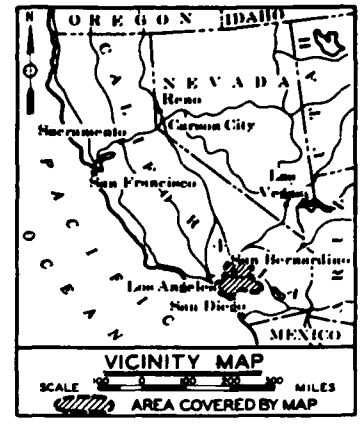 N
OREGON
IDAHO
NEVADA
UTAH
Reno
Sacramento
Carson City
San Francisco
CALIFORNIA
Las
Vegas
PACIFIC
OCEAN
San Bernardino
Los Angeles
San Diego
MEXICO
VICINITY MAP
SCALE 100 0 100 200 300 MILES
AREA COVERED BY MAP